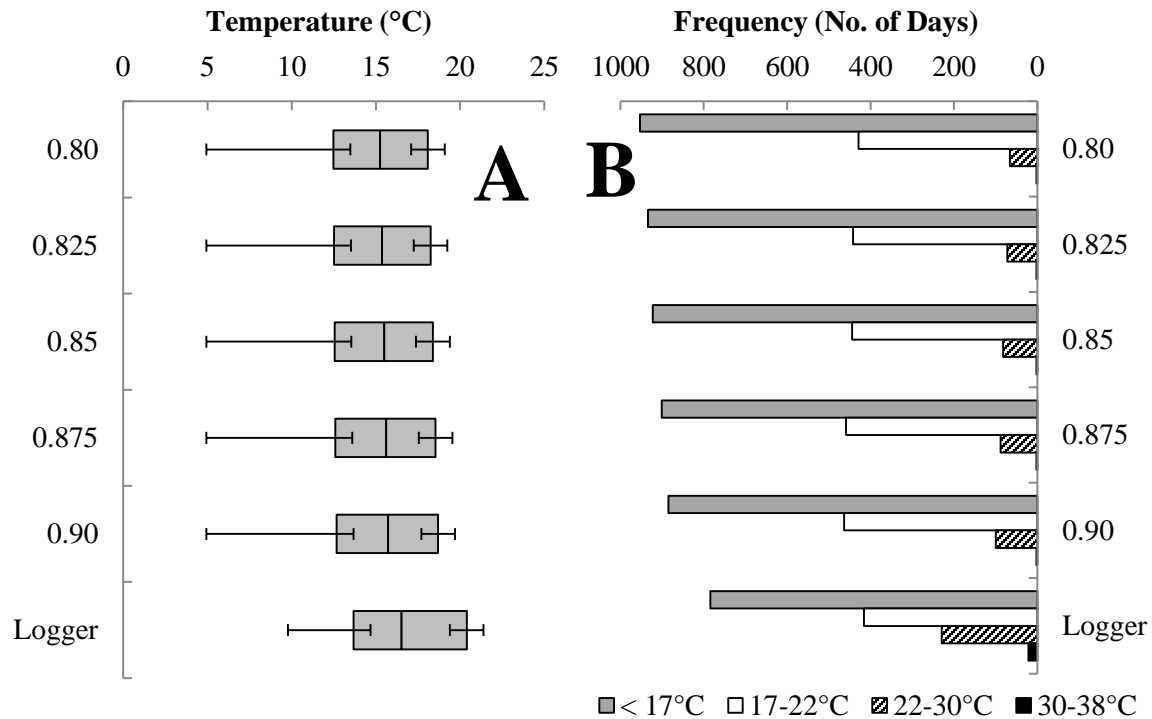 Temperature (°C)
0 5 10 15 20 25
0.80
0.825
0.85
0.875
0.90
Logger
A
Frequency (No. of Days)
1000 800 600 400 200 0
B
0.80
0.825
0.85
0.875
0.90
Logger
< 17°C 17-22°C 22-30°C 30-38°C